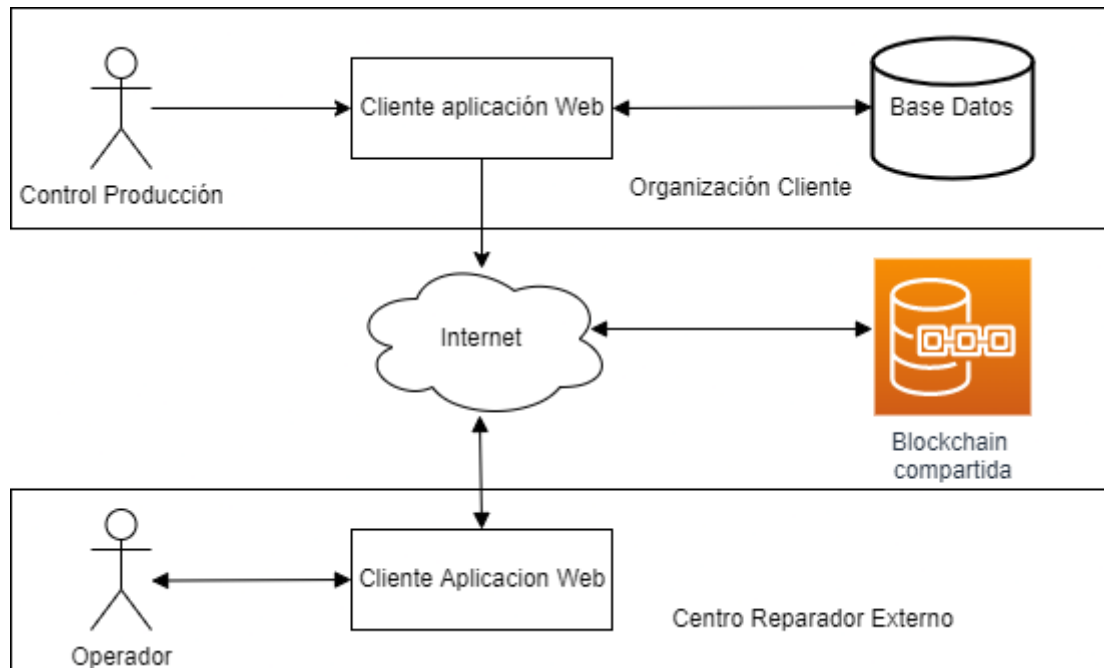 Cliente aplicación Web
Base Datos
Control Producción
Organización Cliente
Internet
Blockchain
compartida
Cliente Aplicacion Web
Centro Reparador Externo
Operador